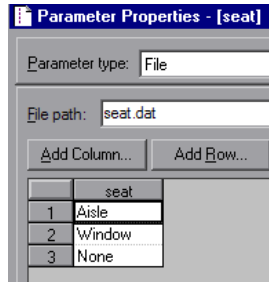 Parameter Properties - [seat]
Parameter type: File
File path: seat.dat
Add Column... Add Row...
seat
1 Aisle
2 Window
3 None